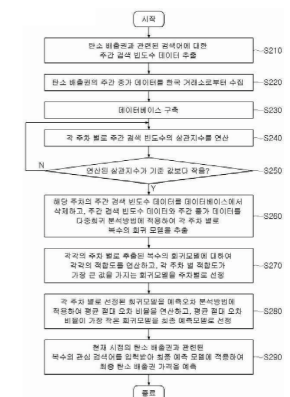 시작
탄소 배출권과 관련된 검색어에 대한
주간 검색 빈도수 데이터 추출
S210
탄소 배출권의 주간 종가 데이터를 한국 거래소로부터 수집
S220
데이터베이스 구축
S230
각 주차 별로 주간 검색 빈도수의 상관지수를 연산
S240
N
연산된 상관지수가 기준 값보다 작음?
S250
Y
해당 주차의 주간 검색 빈도수 데이터를 데이터베이스에서
삭제하고, 주간 검색 빈도수 데이터와 주간 종가 데이터를
다중회귀 분석방법에 적용하여 각 주차 별로
복수의 회귀 모델을 추출
S260
각각의 주차 별로 추출된 복수의 회귀모델에 대하여
각각의 적합도를 연산하고, 각 주차 별 적합도가
가장 큰 값을 가지는 회귀모델을 주차별로 선정
S270
각 주차 별로 선정된 회귀모델을 예측오차 분석방법에
적용하여 평균 절대 오차 비율을 연산하고, 평균 절대 오차
비율이 가장 작은 회귀모델을 최종 예측모델로 선정
S280
현재 시점의 탄소 배출권과 관련된
복수의 관심 검색어를 입력받아 최종 예측 모델에 적용하여
최종 탄소 배출권 가격을 예측
S290
종료